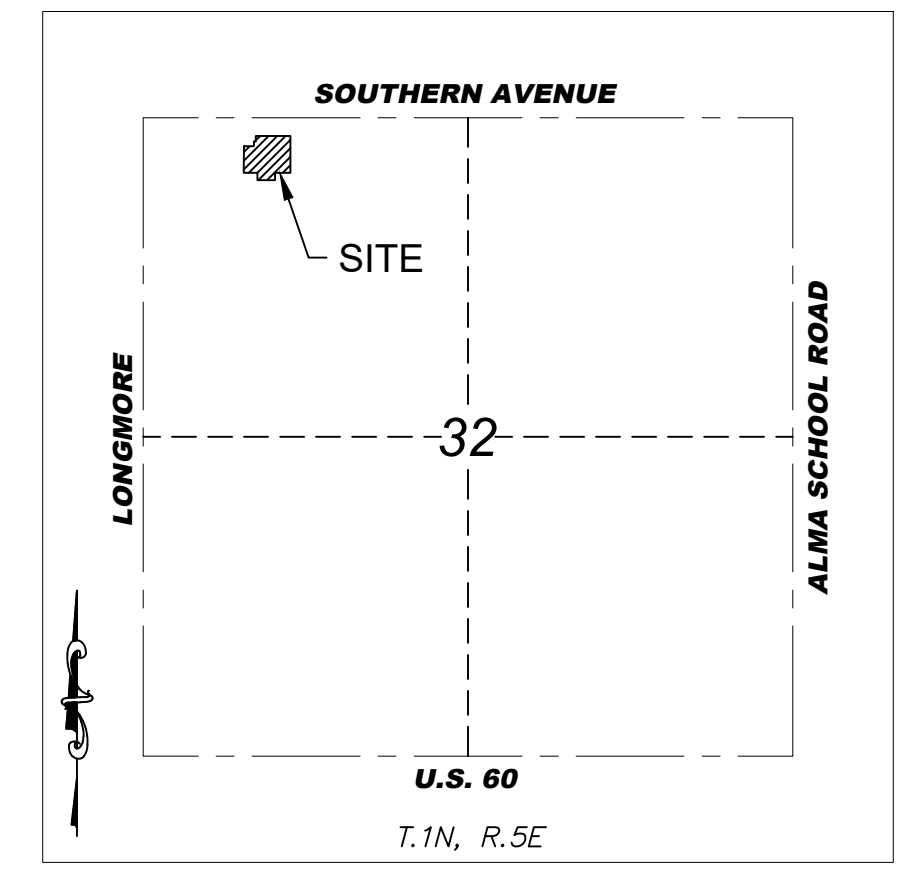 SOUTHERN AVENUE
SITE
LONGMORE
32
ALMA SCHOOL ROAD
U.S. 60
T.1N, R.5E